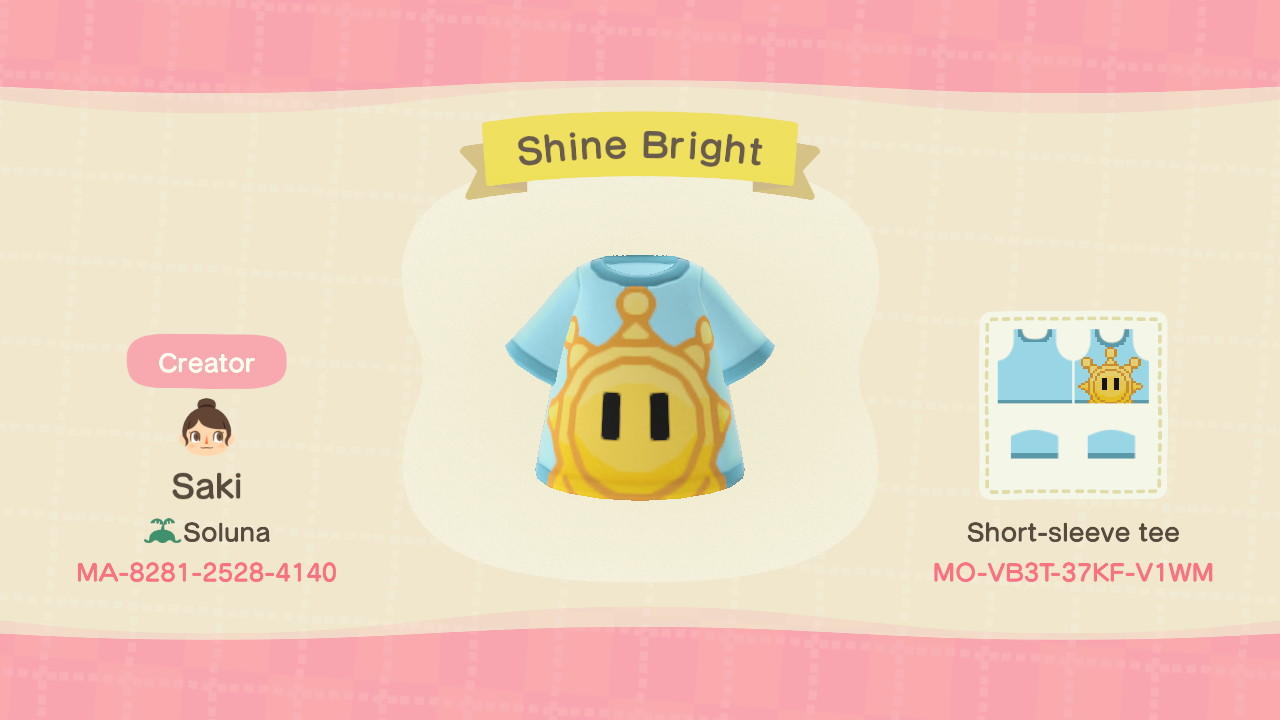 Shine Bright
Creator
Saki
Soluna
MA-8281-2528-4140
Short-sleeve tee
MO-VB3T-37KF-V1WM